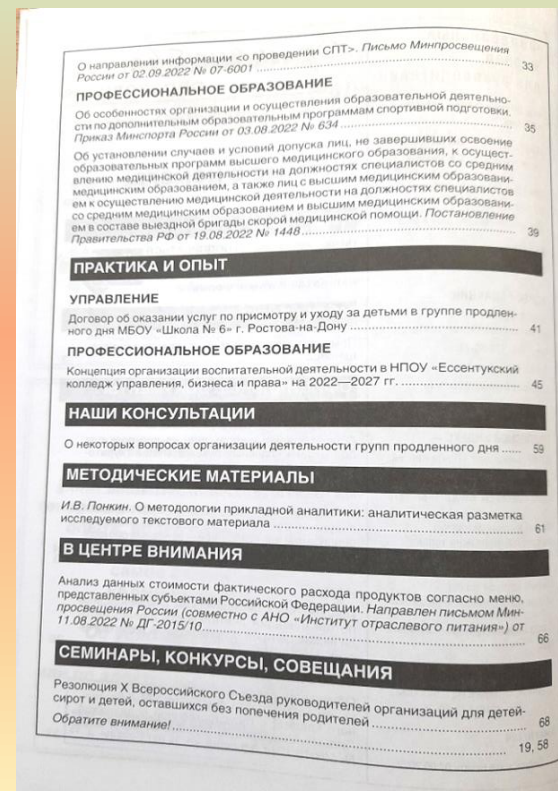 О направлении информации <о проведении СПТ>. Письмо Минпросвещения
России от 02.09.2022 № 07-6001 ........ 33
ПРОФЕССИОНАЛЬНОЕ ОБРАЗОВАНИЕ
Об особенностях организации и осуществления образовательной деятельно-
сти по дополнительным образовательным программам спортивной подготовки.
Приказ Минспорта России от 03.08.2022 № 634 ........ 35
Об установлении случаев и условий допуска лиц, не завершивших освоение
образовательных программ высшего медицинского образования, к осущест-
влению медицинской деятельности на должностях специалистов со средним
медицинским образованием, а также лиц с высшим медицинским образовани-
ем к осуществлению медицинской деятельности на должностях специалистов
со средним медицинским образованием и высшим медицинским образовани-
ем в составе выездной бригады скорой медицинской помощи. Постановление
Правительства РФ от 19.08.2022 № 1448 ........ 39
ПРАКТИКА И ОПЫТ
УПРАВЛЕНИЕ
Договор об оказании услуг по присмотру и уходу за детьми в группе продлен-
ного дня МБОУ «Школа № 6» г. Ростова-на-Дону ........ 41
ПРОФЕССИОНАЛЬНОЕ ОБРАЗОВАНИЕ
Концепция организации воспитательной деятельности в НПОУ «Ессентукский
колледж управления, бизнеса и права» на 2022—2027 гг. ........ 45
НАШИ КОНСУЛЬТАЦИИ
О некоторых вопросах организации деятельности групп продленного дня ...... 59
МЕТОДИЧЕСКИЕ МАТЕРИАЛЫ
И.В. Понкин. О методологии прикладной аналитики: аналитическая разметка
исследуемого текстового материала ........ 61
В ЦЕНТРЕ ВНИМАНИЯ
Анализ данных стоимости фактического расхода продуктов согласно меню,
представленных субъектами Российской Федерации. Направлен письмом Мин-
просвещения России (совместно с АНО «Институт отраслевого питания») от
11.08.2022 № ДГ-2015/10 ........ 66
СЕМИНАРЫ, КОНКУРСЫ, СОВЕЩАНИЯ
Резолюция X Всероссийского Съезда руководителей организаций для детей-
сирот и детей, оставшихся без попечения родителей ........ 68
Обратите внимание! ........ 19, 58